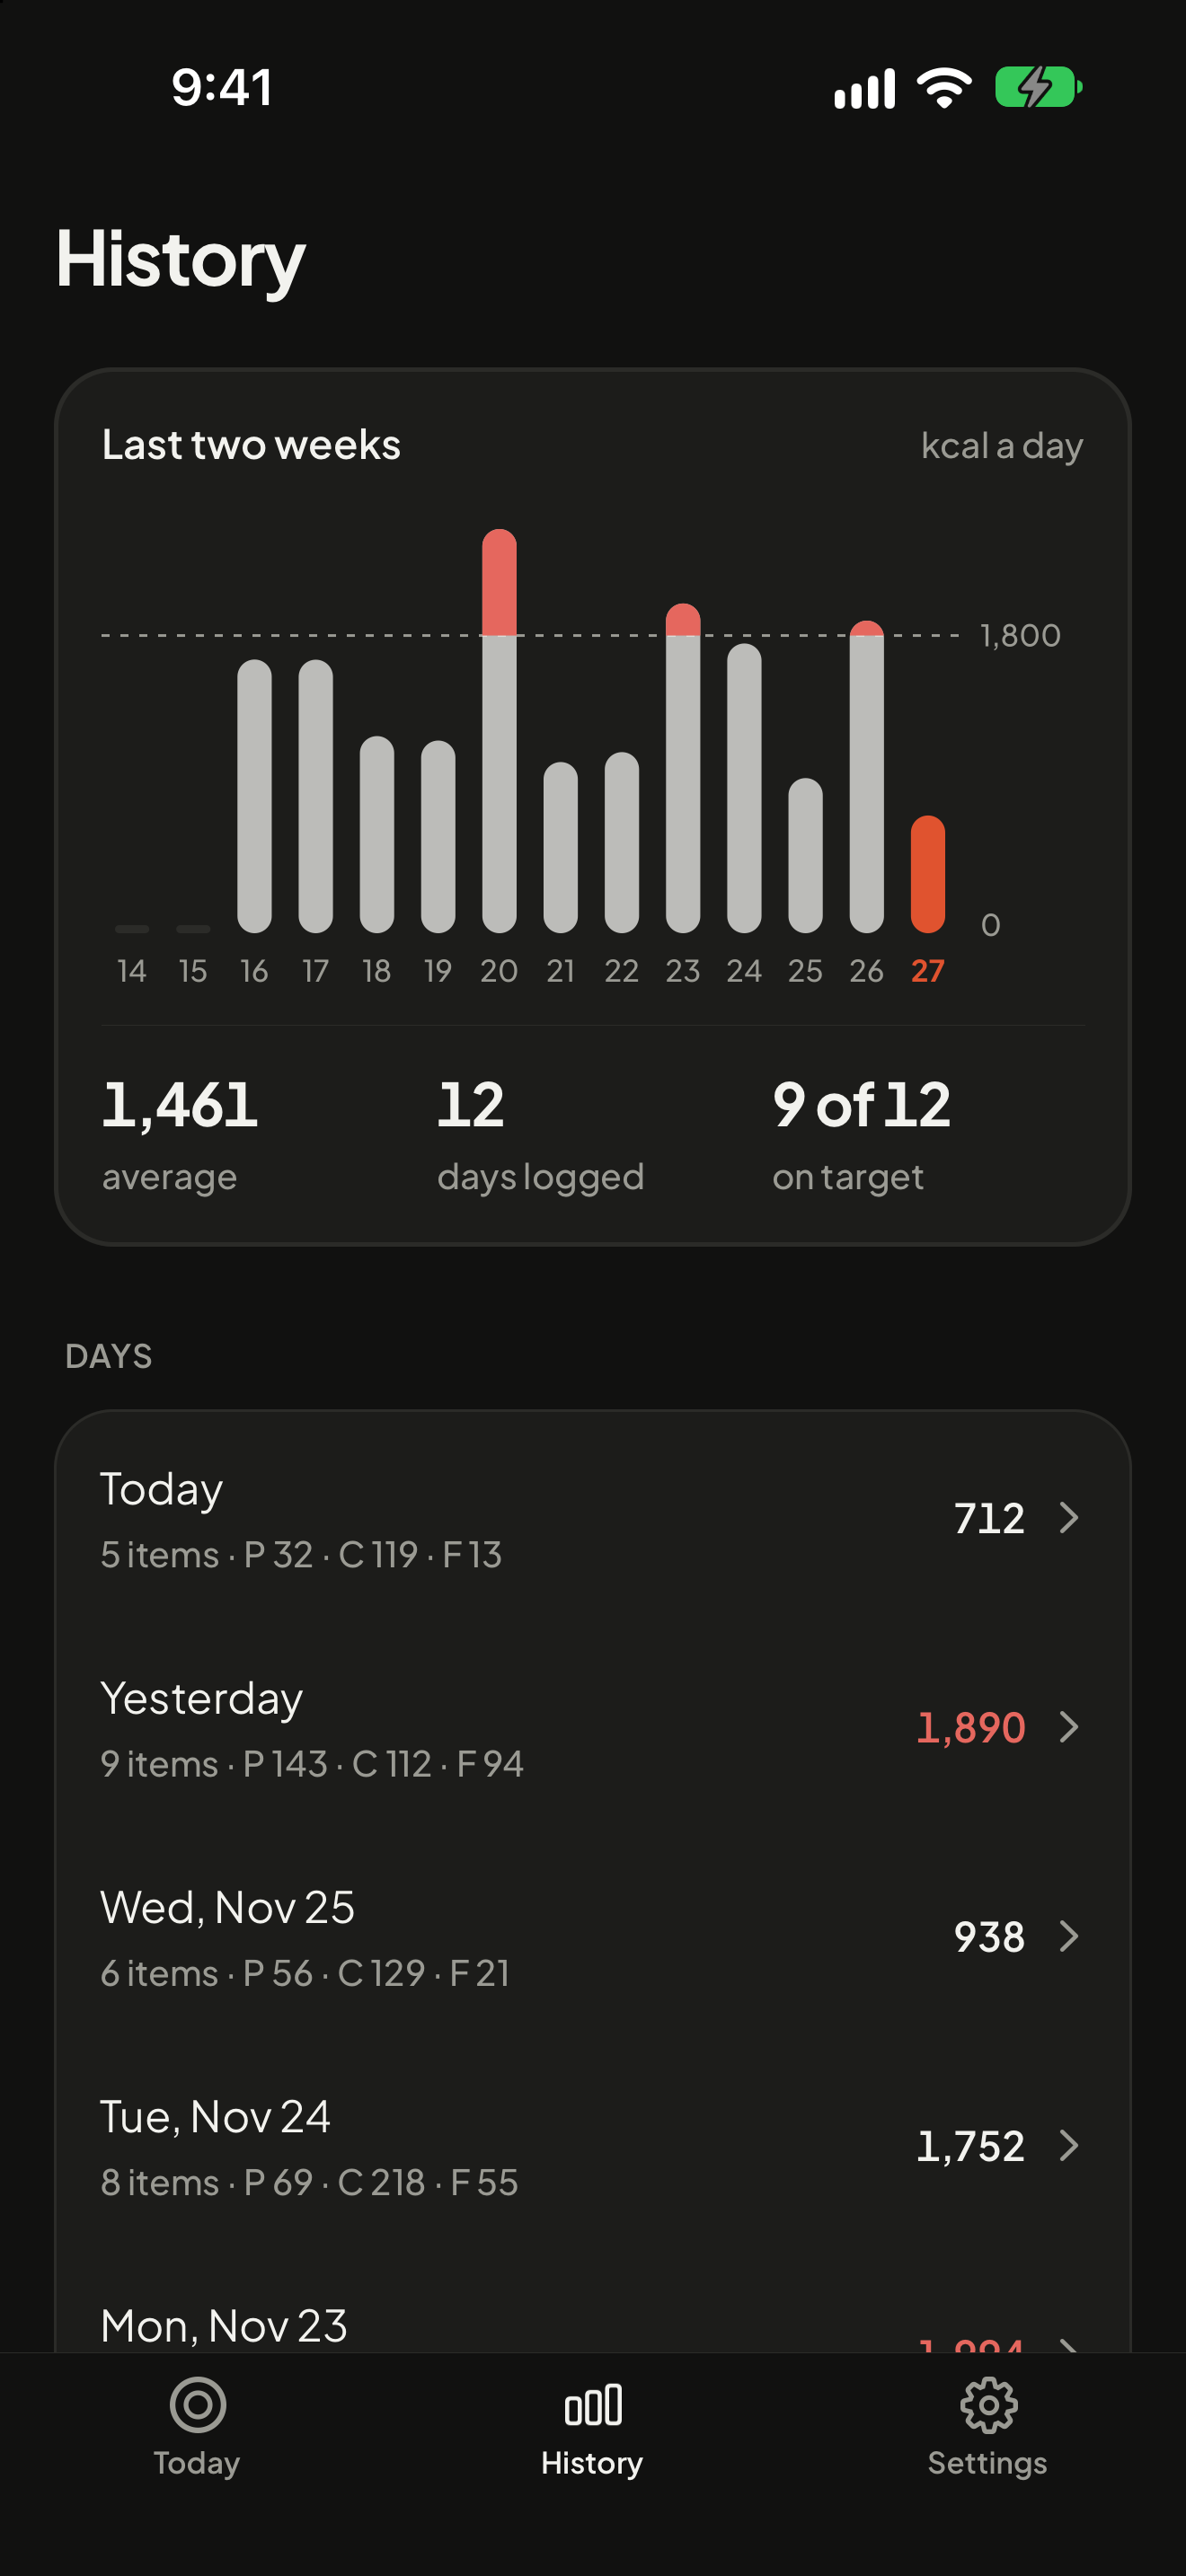 9:41
History
Last two weeks
kcal a day
1,800
0
14 15 16 17 18 19 20 21 22 23 24 25 26 27
1,461 12 9 of 12
average days logged on target
DAYS
Today
712
5 items · P 32 · C 119 · F 13
Yesterday
1,890
9 items · P 143 · C 112 · F 94
Wed, Nov 25
938
6 items · P 56 · C 129 · F 21
Tue, Nov 24
1,752
8 items · P 69 · C 218 · F 55
Mon, Nov 23
Today History Settings